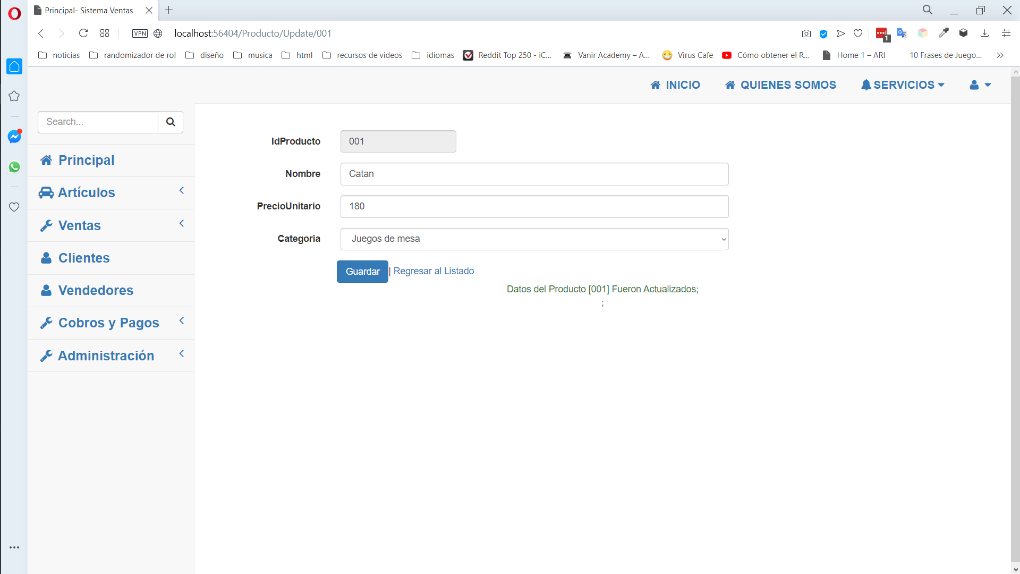 Principal- Sistema Ventas
VPN
localhost:56404/Producto/Update/001
noticias
randomizador de rol
diseño
musica
html
recursos de videos
idiomas
Reddit Top 250 - iC...
Vanir Academy – A...
Virus Cafe
Cómo obtener el R...
Home 1 – ARI
10 Frases de Juego...
INICIO
QUIENES SOMOS
SERVICIOS
Search...
Principal
Artículos
Ventas
Clientes
Vendedores
Cobros y Pagos
Administración
IdProducto
001
Nombre
Catan
PrecioUnitario
180
Categoria
Juegos de mesa
Guardar | Regresar al Listado
Datos del Producto [001] Fueron Actualizados;
;